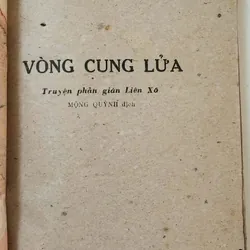 VÒNG CUNG LỬA
Truyện phản gián Liên Xô
MỘNG QUỲNH dịch